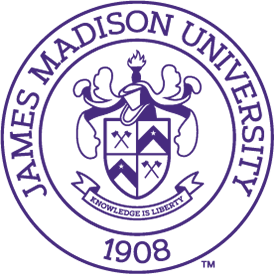 JAMES MADISON UNIVERSITY
KNOWLEDGE IS LIBERTY
1908
TM